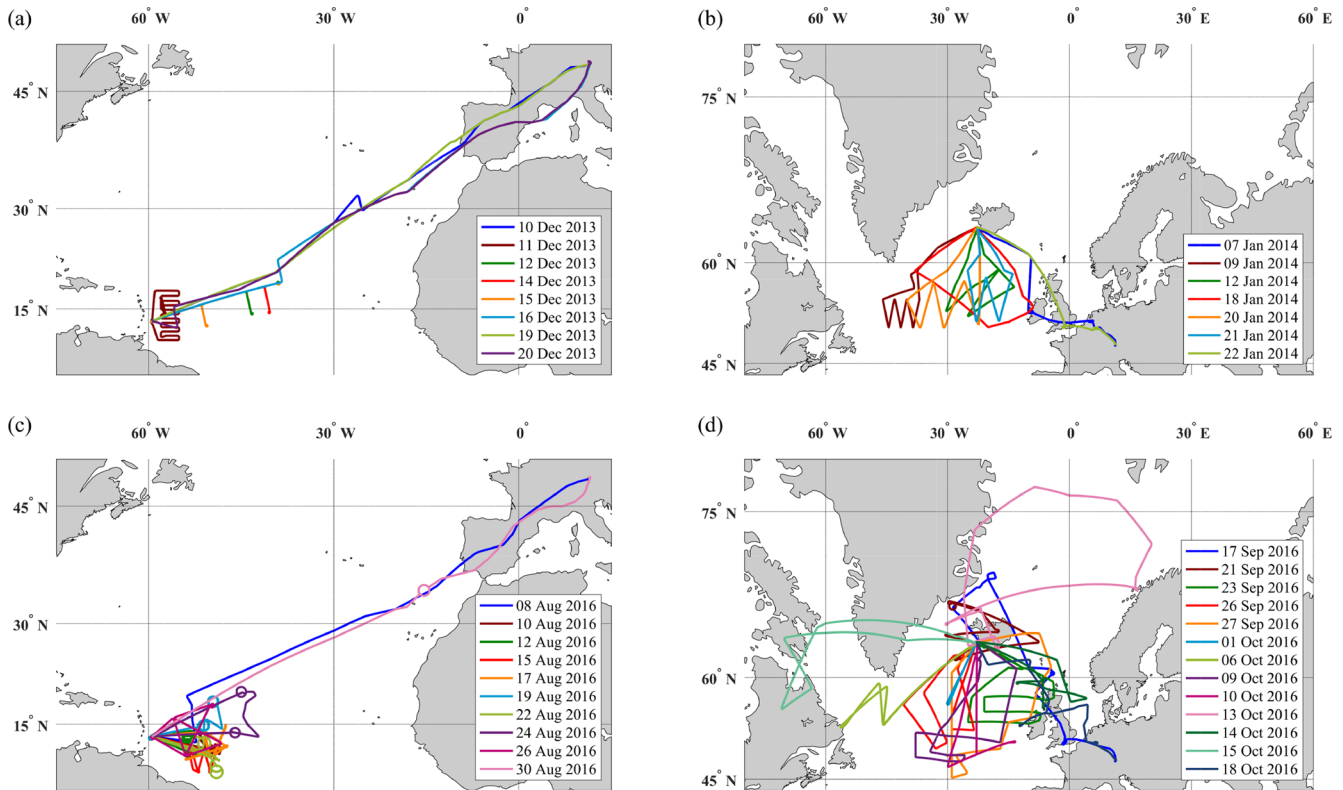 (a)
60° W
30° W
0°
45° N
30° N
15° N
10 Dec 2013
11 Dec 2013
12 Dec 2013
14 Dec 2013
15 Dec 2013
16 Dec 2013
19 Dec 2013
20 Dec 2013
(b)
60° W
30° W
0°
30° E
60° E
75° N
60° N
45° N
07 Jan 2014
09 Jan 2014
12 Jan 2014
18 Jan 2014
20 Jan 2014
21 Jan 2014
22 Jan 2014
(c)
60° W
30° W
0°
45° N
30° N
15° N
08 Aug 2016
10 Aug 2016
12 Aug 2016
15 Aug 2016
17 Aug 2016
19 Aug 2016
22 Aug 2016
24 Aug 2016
26 Aug 2016
30 Aug 2016
(d)
60° W
30° W
0°
30° E
60° E
75° N
60° N
45° N
17 Sep 2016
21 Sep 2016
23 Sep 2016
26 Sep 2016
27 Sep 2016
01 Oct 2016
06 Oct 2016
09 Oct 2016
10 Oct 2016
13 Oct 2016
14 Oct 2016
15 Oct 2016
18 Oct 2016